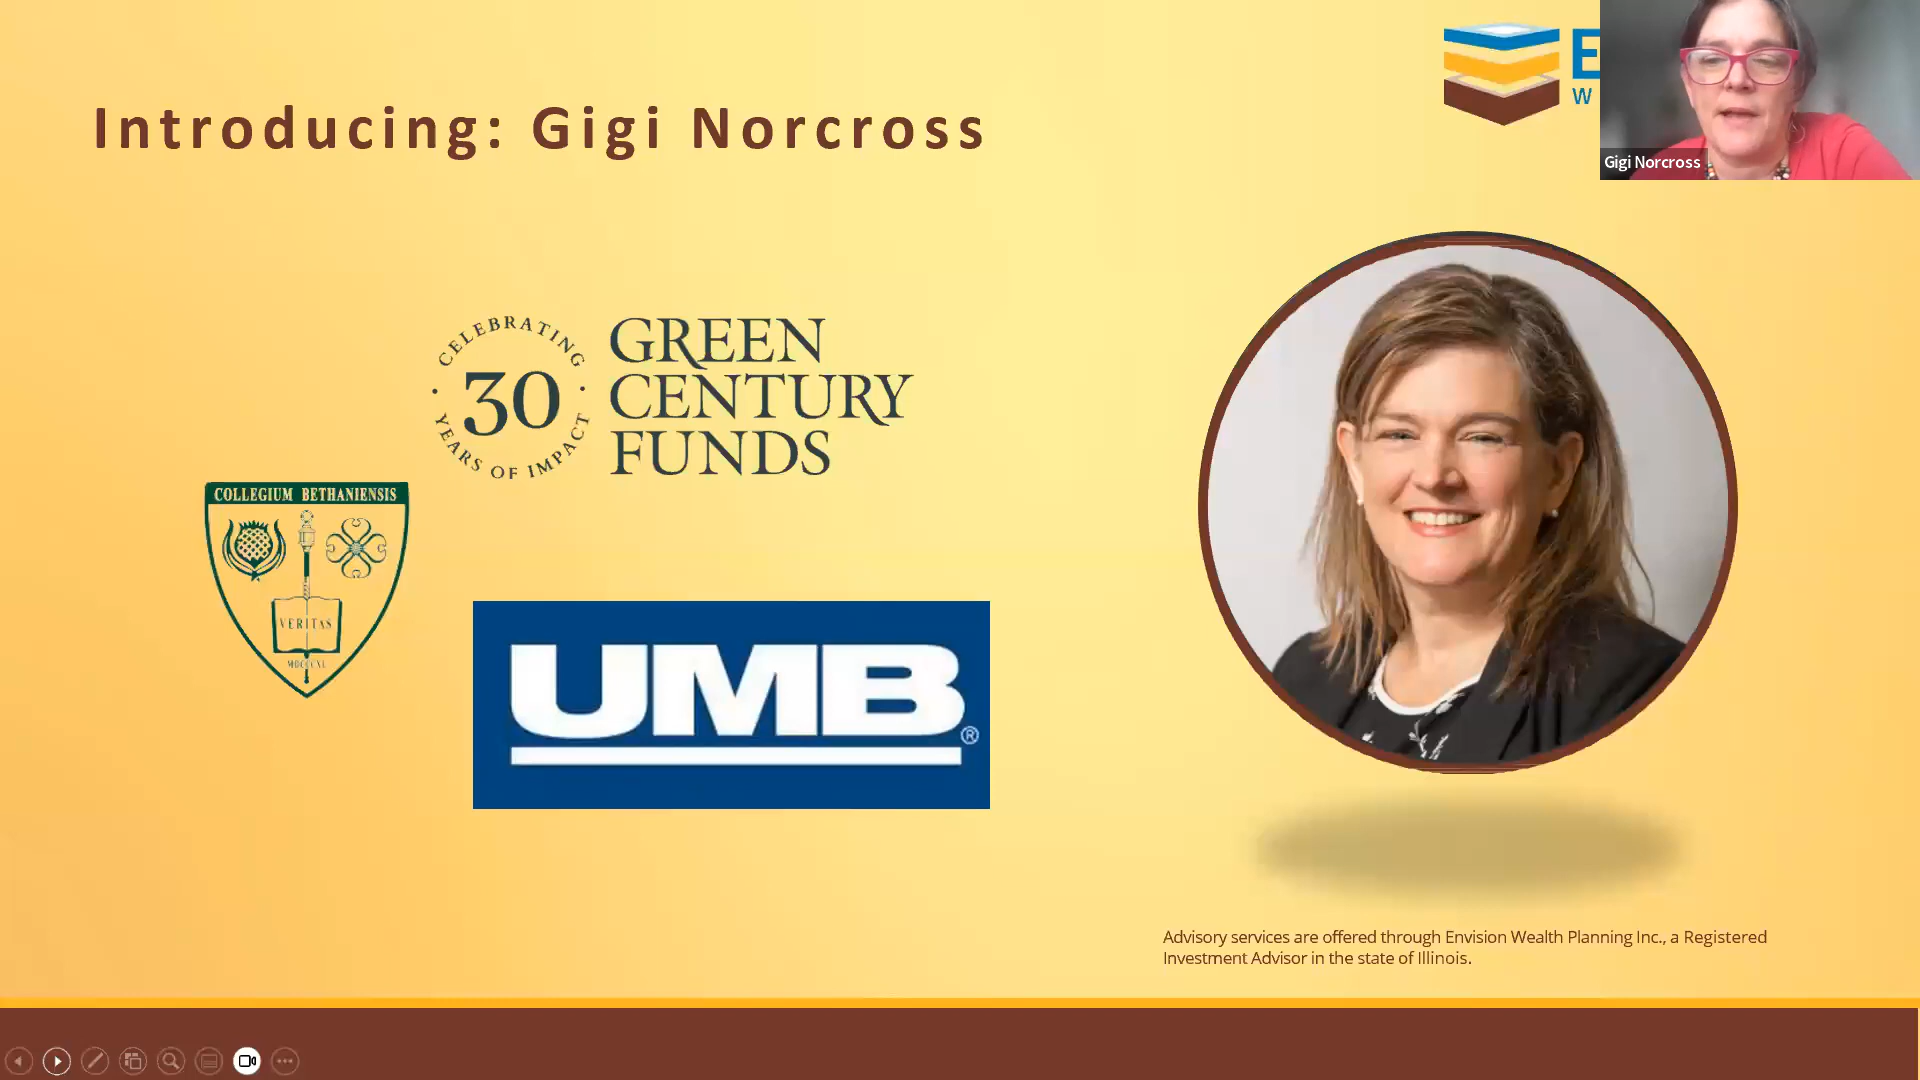 Introducing: Gigi Norcross
E
W
Gigi Norcross
CELEBRATING
30
YEARS OF IMPACT
GREEN
CENTURY
FUNDS
COLLEGIUM BETHANIENSIS
VERITAS
MDCCCXL
UMB®
Advisory services are offered through Envision Wealth Planning Inc., a Registered
Investment Advisor in the state of Illinois.